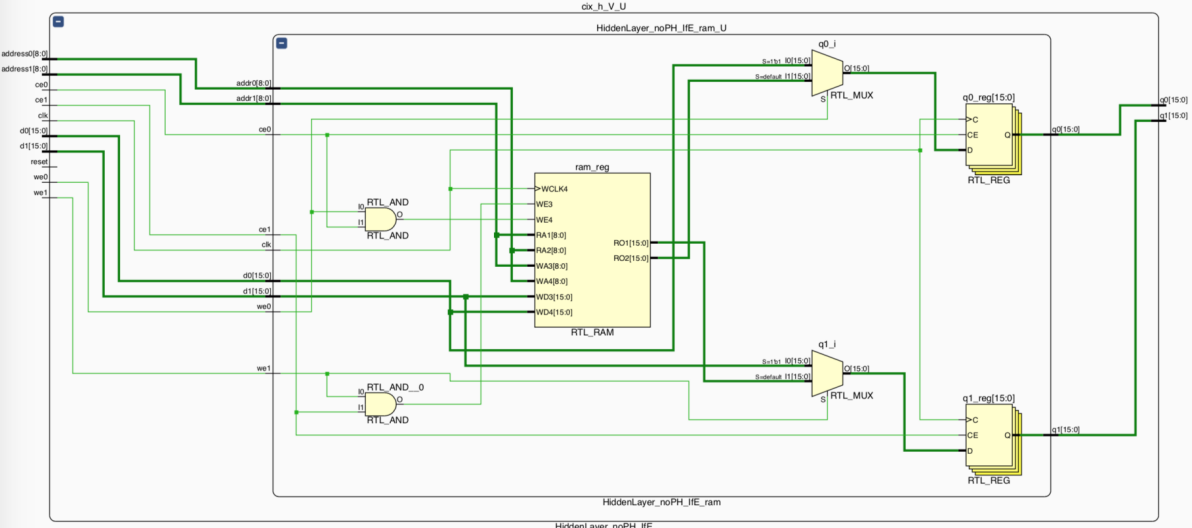 cix_h_V_U
HiddenLayer_noPH_IfE_ram_U
address0[8:0]
address1[8:0]
ce0
ce1
clk
d0[15:0]
d1[15:0]
reset
we0
we1
addr0[8:0]
addr1[8:0]
ce0
ce1
clk
d0[15:0]
d1[15:0]
we0
we1
RTL_AND
I0
I1
O
RTL_AND
RTL_AND__0
I0
I1
O
RTL_AND
ram_reg
WCLK4
WE3
WE4
RA1[8:0]
RA2[8:0]
WA3[8:0]
WA4[8:0]
WD3[15:0]
WD4[15:0]
RO1[15:0]
RO2[15:0]
RTL_RAM
q0_i
S=1'b1 I0[15:0]
S=default I1[15:0]
O[15:0]
S
RTL_MUX
q1_i
S=1'b1 I0[15:0]
S=default I1[15:0]
O[15:0]
S
RTL_MUX
q0_reg[15:0]
C
CE
D
Q
RTL_REG
q1_reg[15:0]
C
CE
D
Q
RTL_REG
q0[15:0]
q1[15:0]
q0[15:0]
q1[15:0]
HiddenLayer_noPH_IfE_ram
HiddenLayer_noPH_IfE